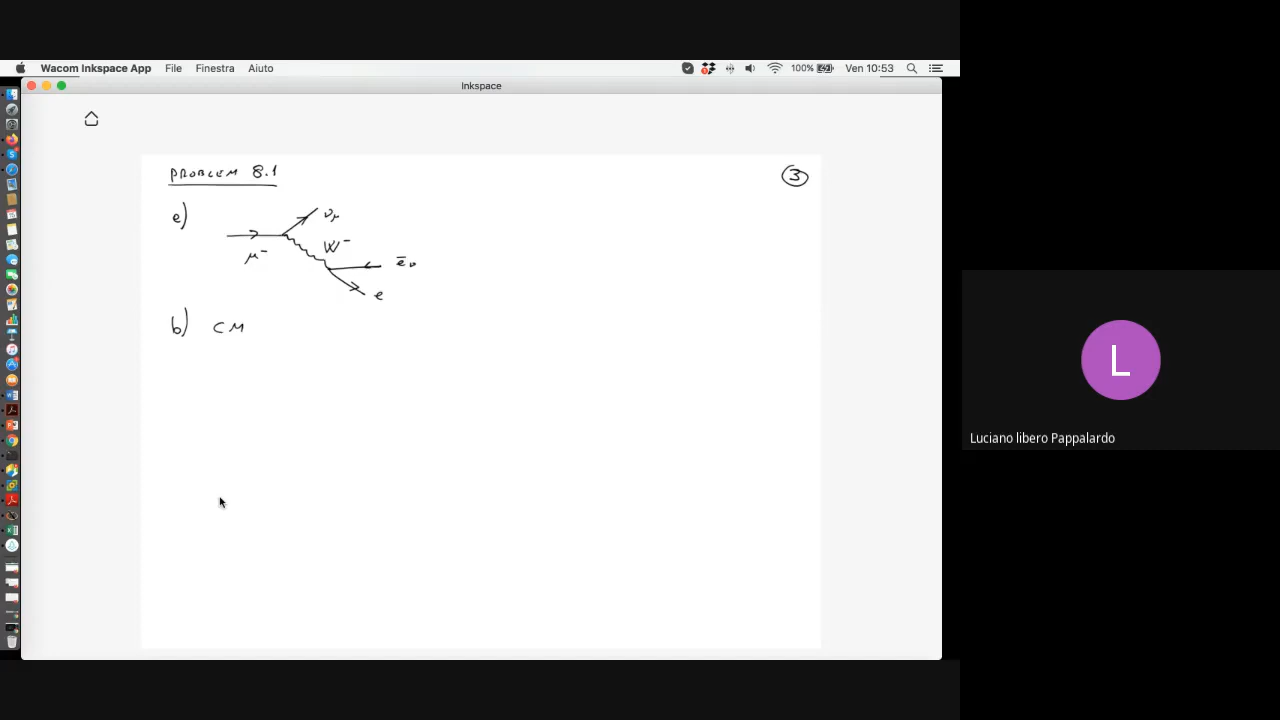 Wacom Inkspace App File Finestra Aiuto 100% Ven 10:53
Inkspace
PROBLEM 8.1
3
a)
νμ
W⁻
μ⁻
e
b) CM
L
Luciano libero Pappalardo